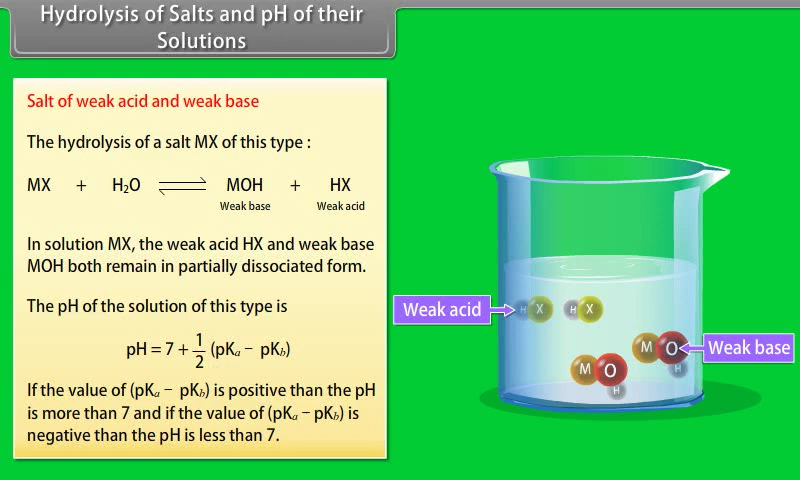 Hydrolysis of Salts and pH of their
Solutions
Salt of weak acid and weak base
The hydrolysis of a salt MX of this type :
MX + H₂O ⇌ MOH + HX
Weak base Weak acid
In solution MX, the weak acid HX and weak base
MOH both remain in partially dissociated form.
The pH of the solution of this type is
pH = 7 + 1/2 (pKₐ − pK_b)
If the value of (pKₐ − pK_b) is positive than the pH
is more than 7 and if the value of (pKₐ − pK_b) is
negative than the pH is less than 7.
Weak acid
H X
H X
M O H
Weak base
M O H